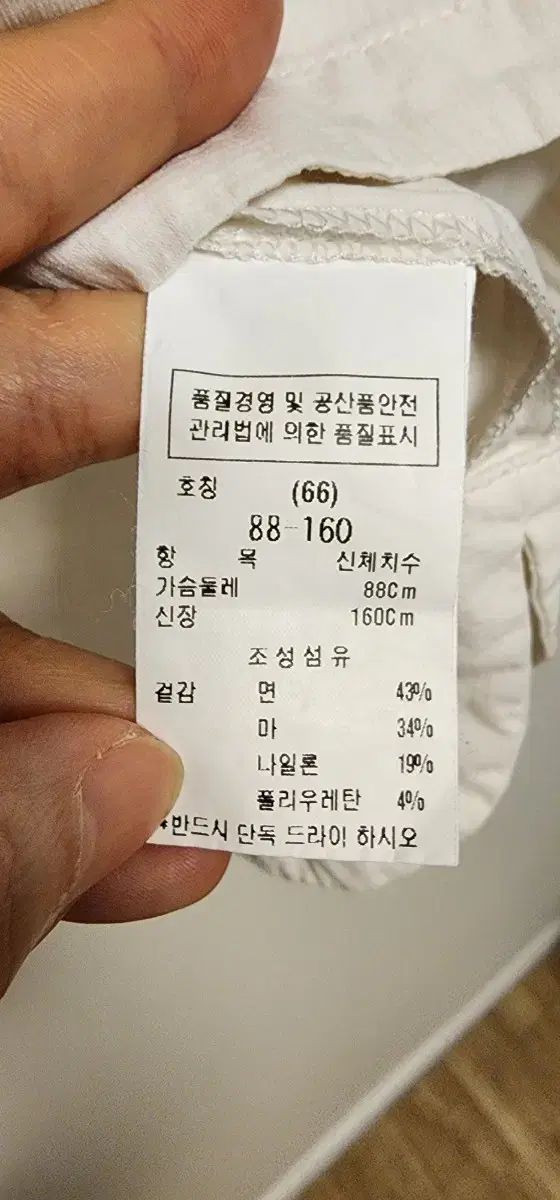 품질경영 및 공산품안전
관리법에 의한 품질표시
호칭 (66)
88-160
항 목 신체치수
가슴둘레 88Cm
신장 160Cm
조성섬유
겉감 면 43%
마 34%
나일론 19%
폴리우레탄 4%
*반드시 단독 드라이 하시오